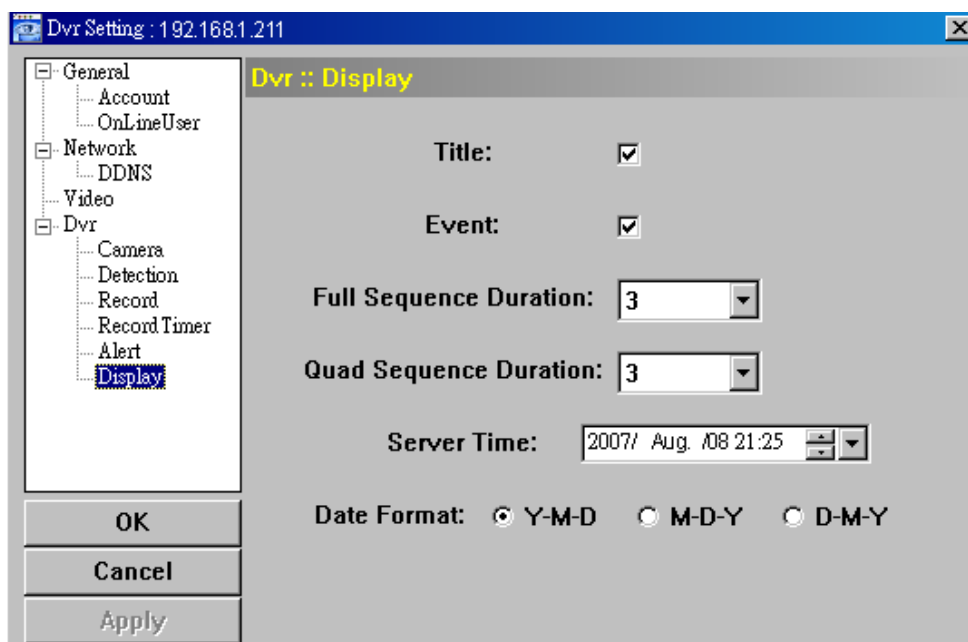 Dvr Setting : 192.168.1.211
General
Account
OnLineUser
Network
DDNS
Video
Dvr
Camera
Detection
Record
Record Timer
Alert
Display
OK
Cancel
Apply
Dvr :: Display
Title:
Event:
Full Sequence Duration: 3
Quad Sequence Duration: 3
Server Time: 2007/ Aug. /08 21:25
Date Format: Y-M-D M-D-Y D-M-Y